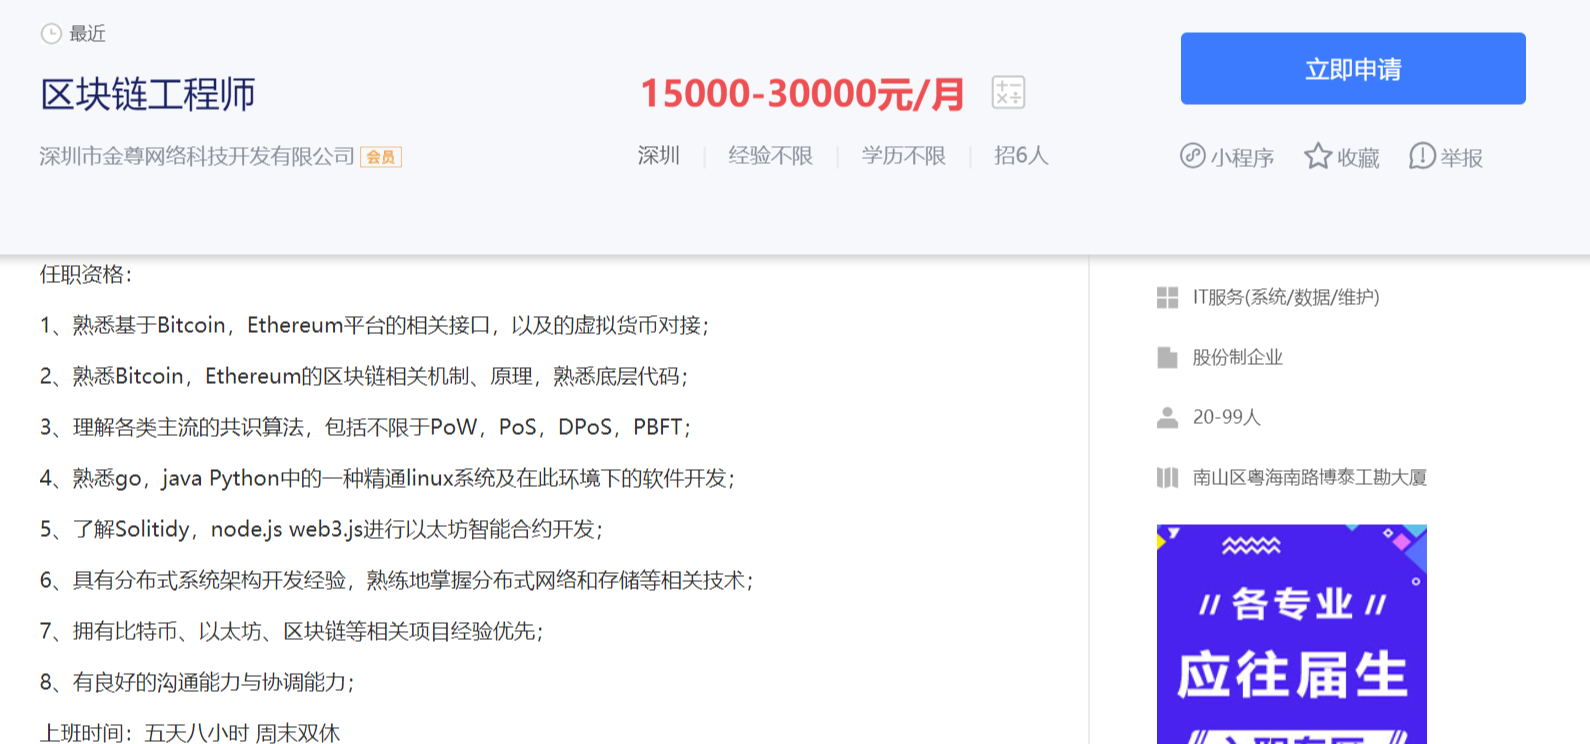 最近
区块链工程师
15000-30000元/月
立即申请
深圳市金尊网络科技开发有限公司 会员
深圳 经验不限 学历不限 招6人
小程序 收藏 举报
任职资格：
1、熟悉基于Bitcoin，Ethereum平台的相关接口，以及的虚拟货币对接；
2、熟悉Bitcoin，Ethereum的区块链相关机制、原理，熟悉底层代码；
3、理解各类主流的共识算法，包括不限于PoW，PoS，DPoS，PBFT；
4、熟悉go，java Python中的一种精通linux系统及在此环境下的软件开发；
5、了解Solitidy，node.js web3.js进行以太坊智能合约开发；
6、具有分布式系统架构开发经验，熟练地掌握分布式网络和存储等相关技术；
7、拥有比特币、以太坊、区块链等相关项目经验优先；
8、有良好的沟通能力与协调能力；
上班时间：五天八小时 周末双休
IT服务(系统/数据/维护)
股份制企业
20-99人
南山区粤海南路博泰工勘大厦
// 各专业 //
应往届生